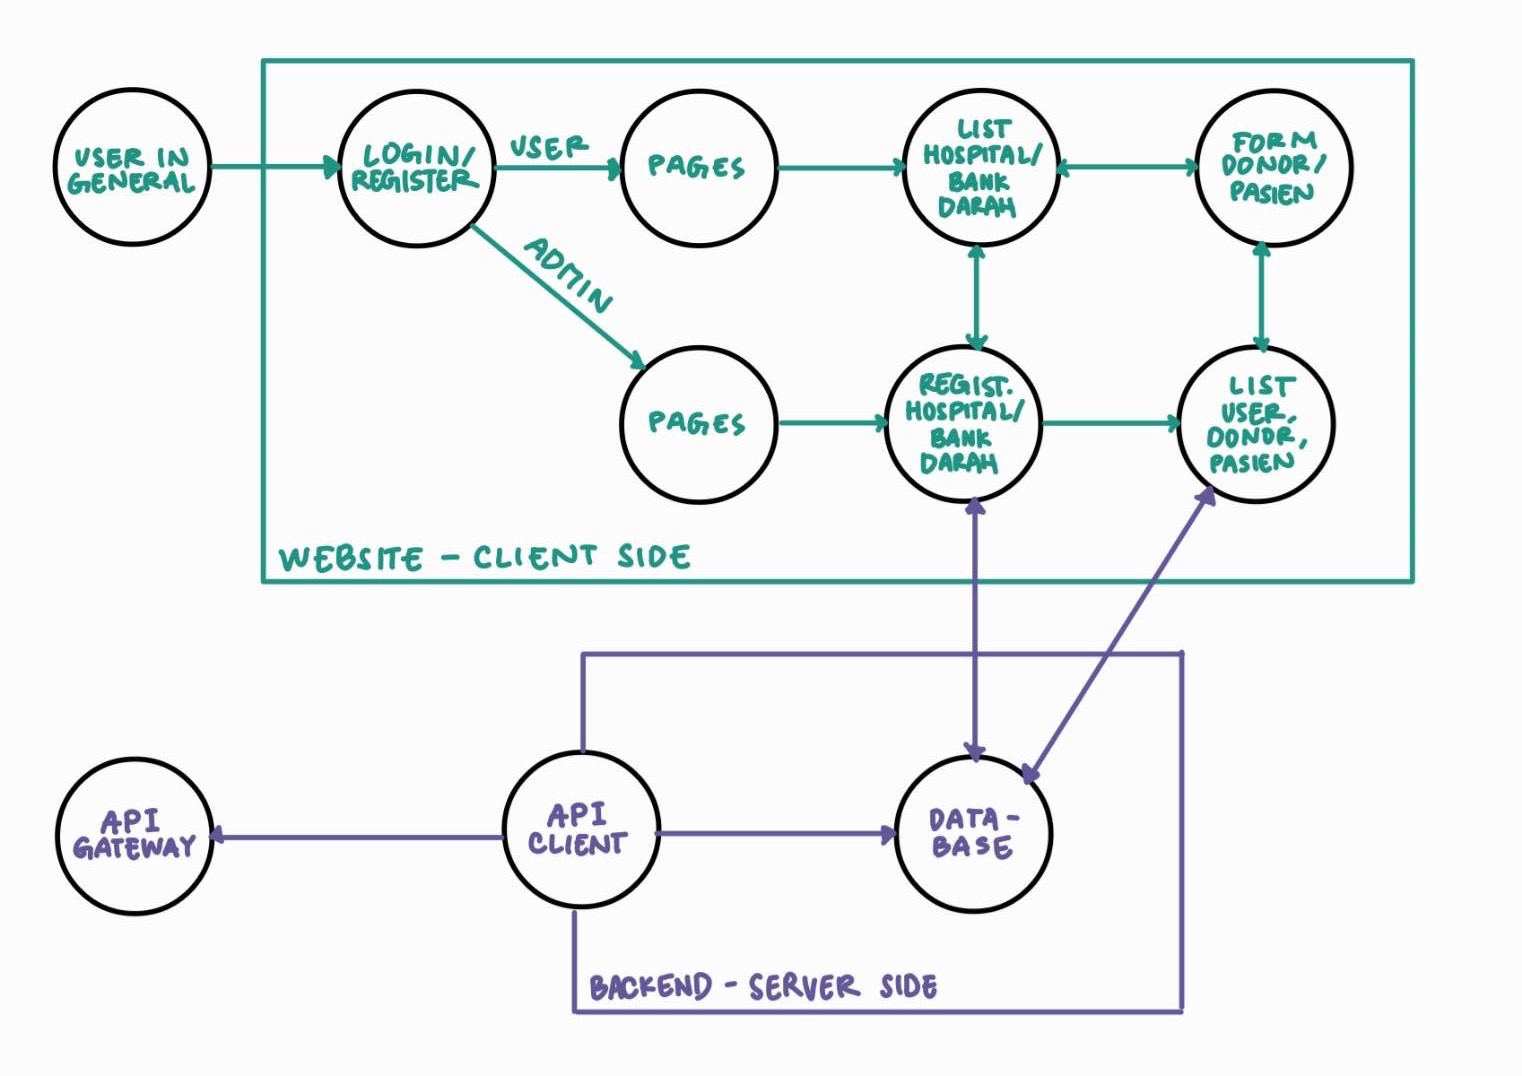 USER IN
GENERAL
LOGIN/
REGISTER
USER
PAGES
LIST
HOSPITAL/
BANK
DARAH
FORM
DONOR/
PASIEN
ADMIN
PAGES
REGIST.
HOSPITAL/
BANK
DARAH
LIST
USER,
DONOR,
PASIEN
WEBSITE - CLIENT SIDE
API
GATEWAY
API
CLIENT
DATA-
BASE
BACKEND - SERVER SIDE